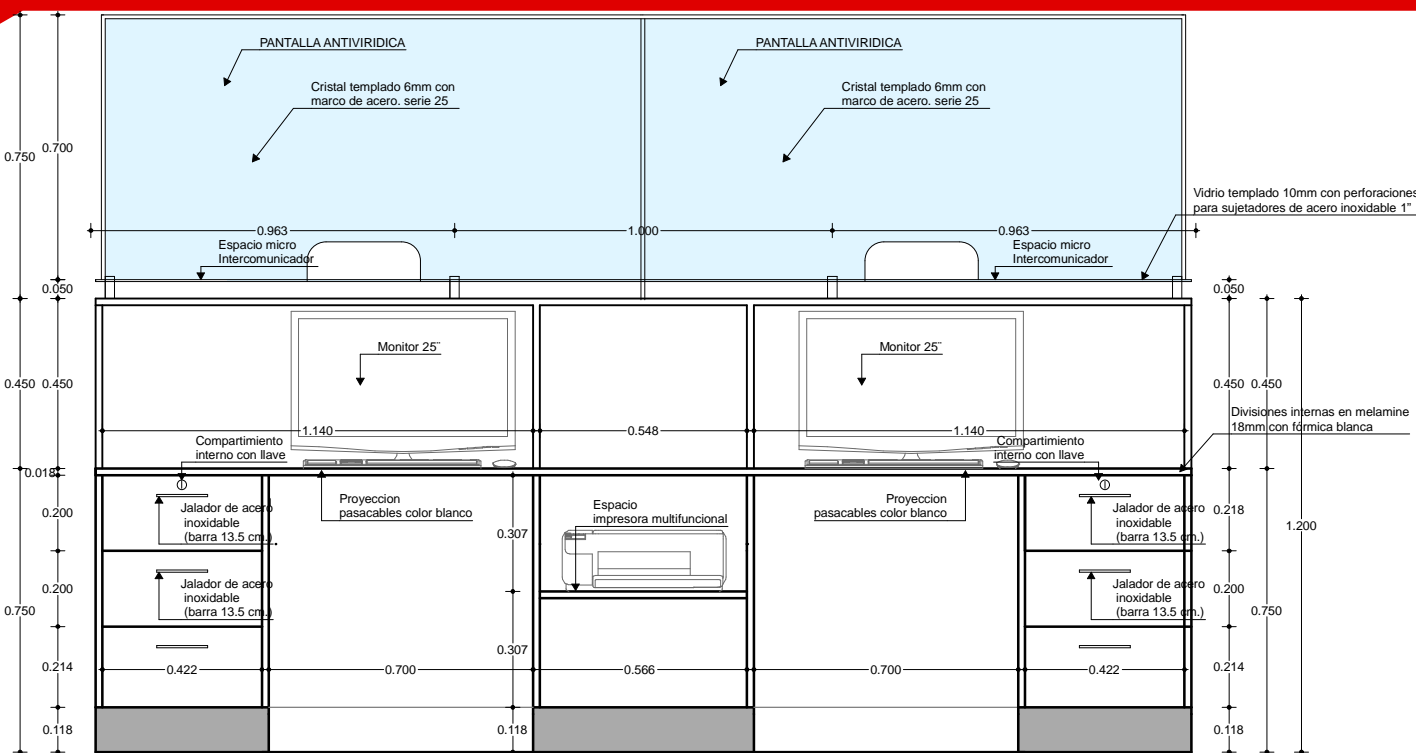 PANTALLA ANTIVIRIDICA
PANTALLA ANTIVIRIDICA
Cristal templado 6mm con
marco de acero. serie 25
Cristal templado 6mm con
marco de acero. serie 25
0.750
0.700
Vidrio templado 10mm con perforaciones
para sujetadores de acero inoxidable 1"
0.963
1.000
0.963
Espacio micro
Intercomunicador
Espacio micro
Intercomunicador
0.050
0.050
Monitor 25¨
Monitor 25¨
0.450
0.450
0.450
0.450
Divisiones internas en melamine
18mm con fórmica blanca
1.140
0.548
1.140
Compartimiento
interno con llave
Compartimiento
interno con llave
0.018
Proyeccion
pasacables color blanco
Proyeccion
pasacables color blanco
Espacio
impresora multifuncional
Jalador de acero
inoxidable
(barra 13.5 cm.)
Jalador de acero
inoxidable
(barra 13.5 cm.)
0.200
0.307
0.218
1.200
Jalador de acero
inoxidable
(barra 13.5 cm.)
Jalador de acero
inoxidable
(barra 13.5 cm.)
0.200
0.200
0.750
0.750
0.307
0.214
0.422
0.700
0.566
0.700
0.422
0.214
0.118
0.118
0.118